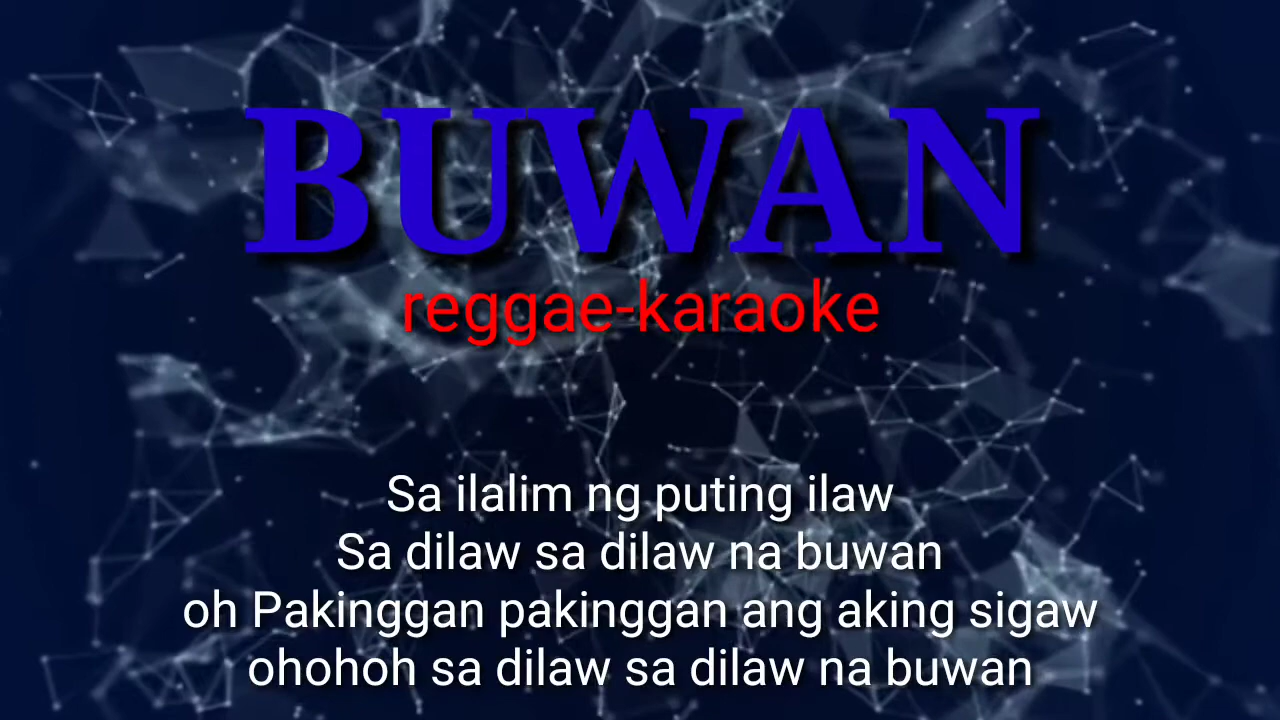 BUWAN
reggae-karaoke
Sa ilalim ng puting ilaw
Sa dilaw sa dilaw na buwan
oh Pakinggan pakinggan ang aking sigaw
ohohoh sa dilaw sa dilaw na buwan